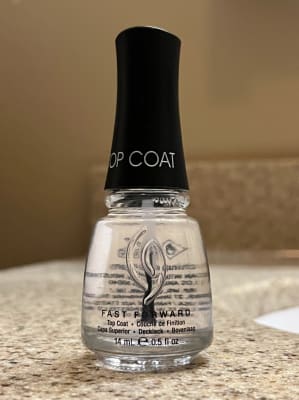 OP COAT
FAST FORWARD
Top Coat • Couche de Finition
Capa Superior • Decklack • Bovenlaag
14 mL ℮ 0.5 fl oz